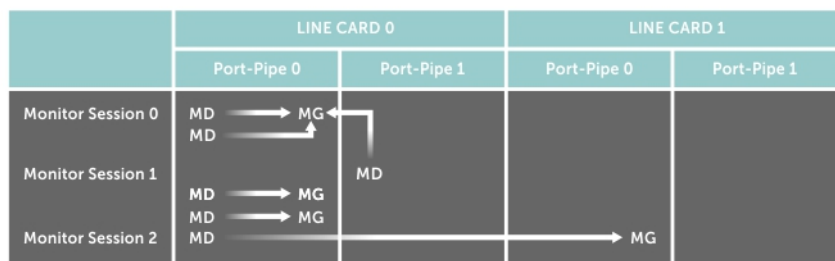 LINE CARD 0 LINE CARD 1
Port-Pipe 0 Port-Pipe 1 Port-Pipe 0 Port-Pipe 1
Monitor Session 0 MD MG
MD
Monitor Session 1 MD
MD MG
MD MG
Monitor Session 2 MD MG